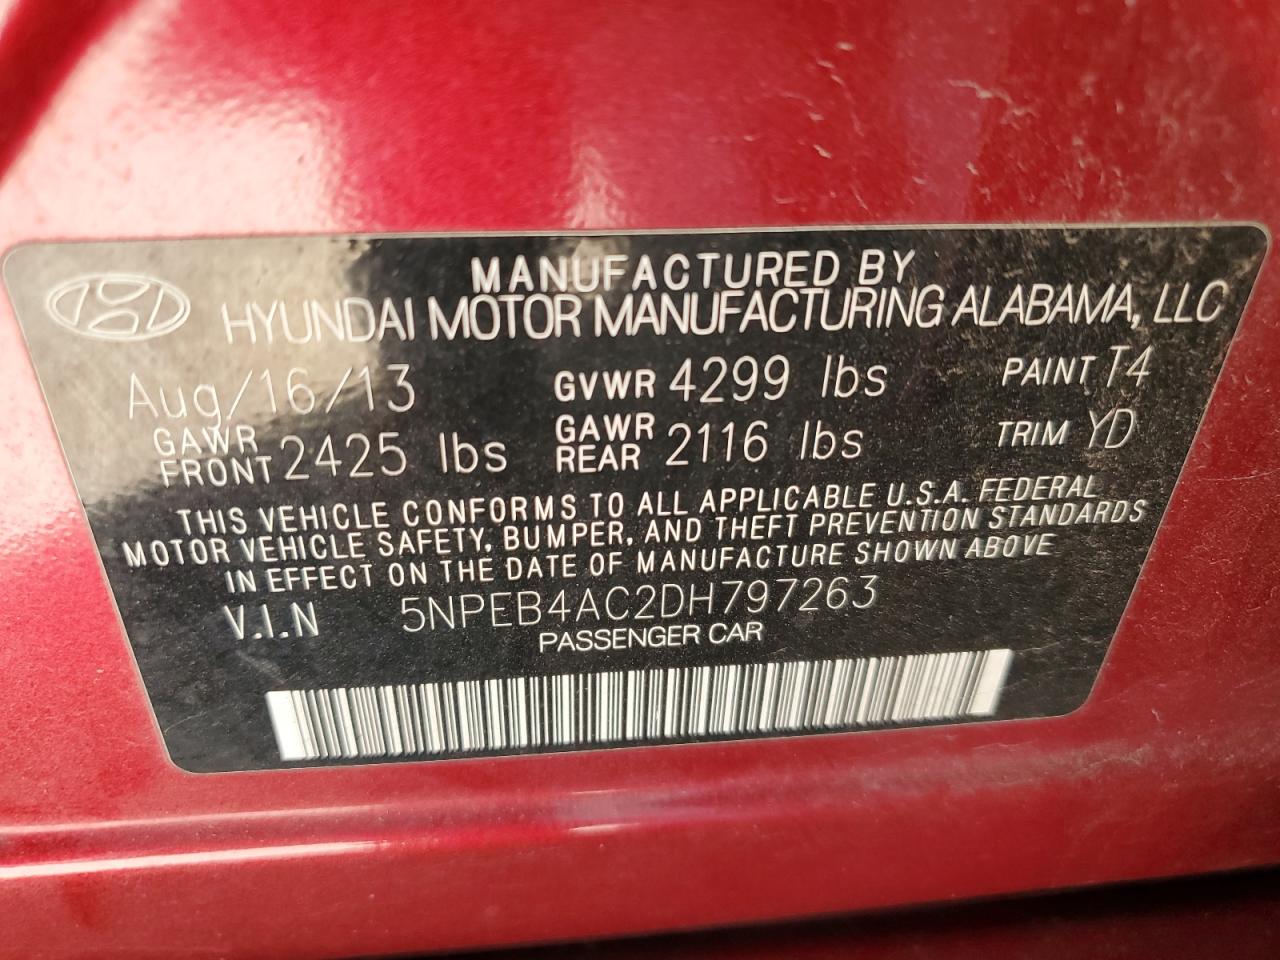 MANUFACTURED BY
HYUNDAI MOTOR MANUFACTURING ALABAMA, LLC
Aug/16/13 GVWR 4299 lbs PAINT T4
GAWR FRONT 2425 lbs GAWR REAR 2116 lbs TRIM YD
THIS VEHICLE CONFORMS TO ALL APPLICABLE U.S.A. FEDERAL
MOTOR VEHICLE SAFETY, BUMPER, AND THEFT PREVENTION STANDARDS
IN EFFECT ON THE DATE OF MANUFACTURE SHOWN ABOVE
V.I.N 5NPEB4AC2DH797263
PASSENGER CAR